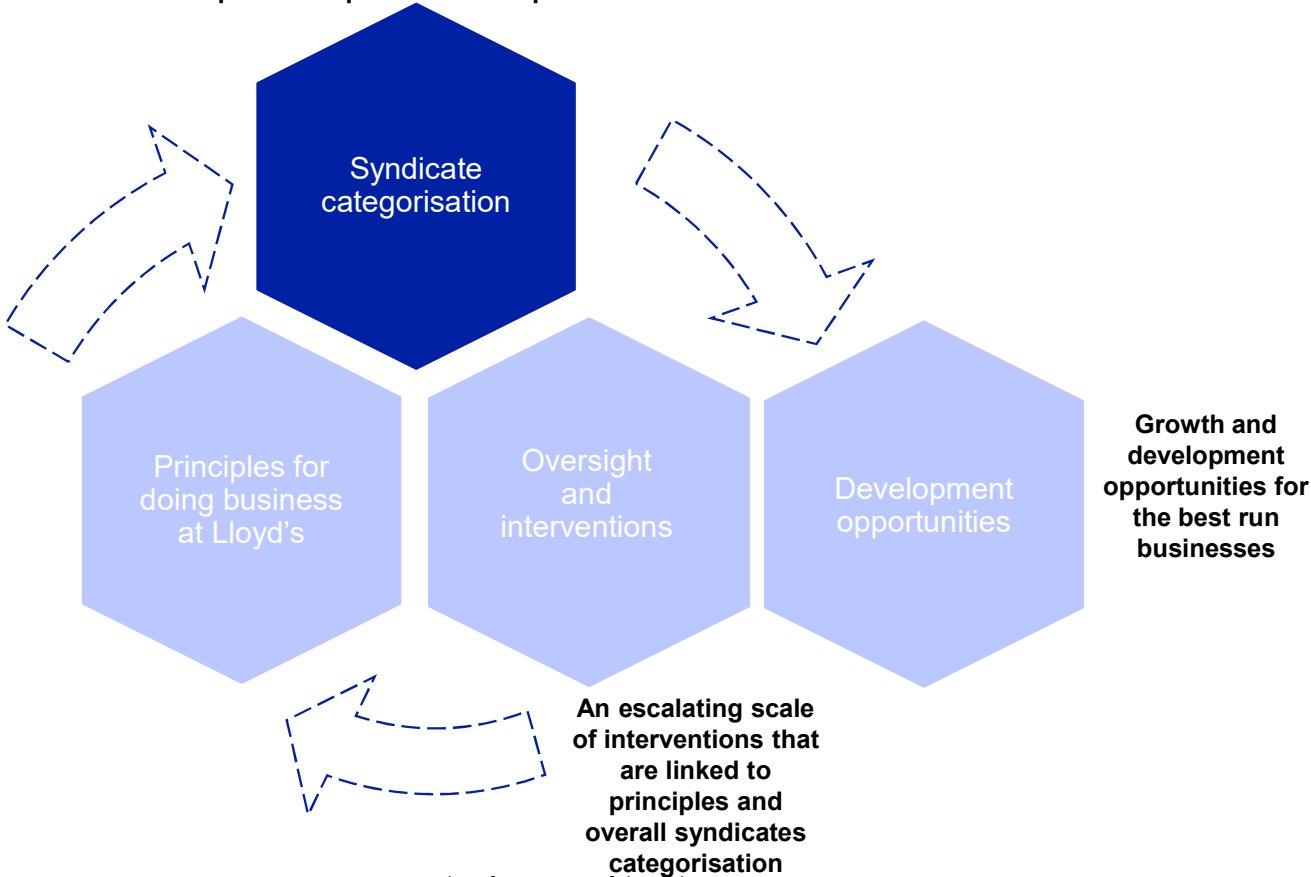 Syndicate
categorisation
Principles for
doing business
at Lloyd's
Oversight
and
interventions
Development
opportunities
Growth and
development
opportunities for
the best run
businesses
An escalating scale
of interventions that
are linked to
principles and
overall syndicates
categorisation